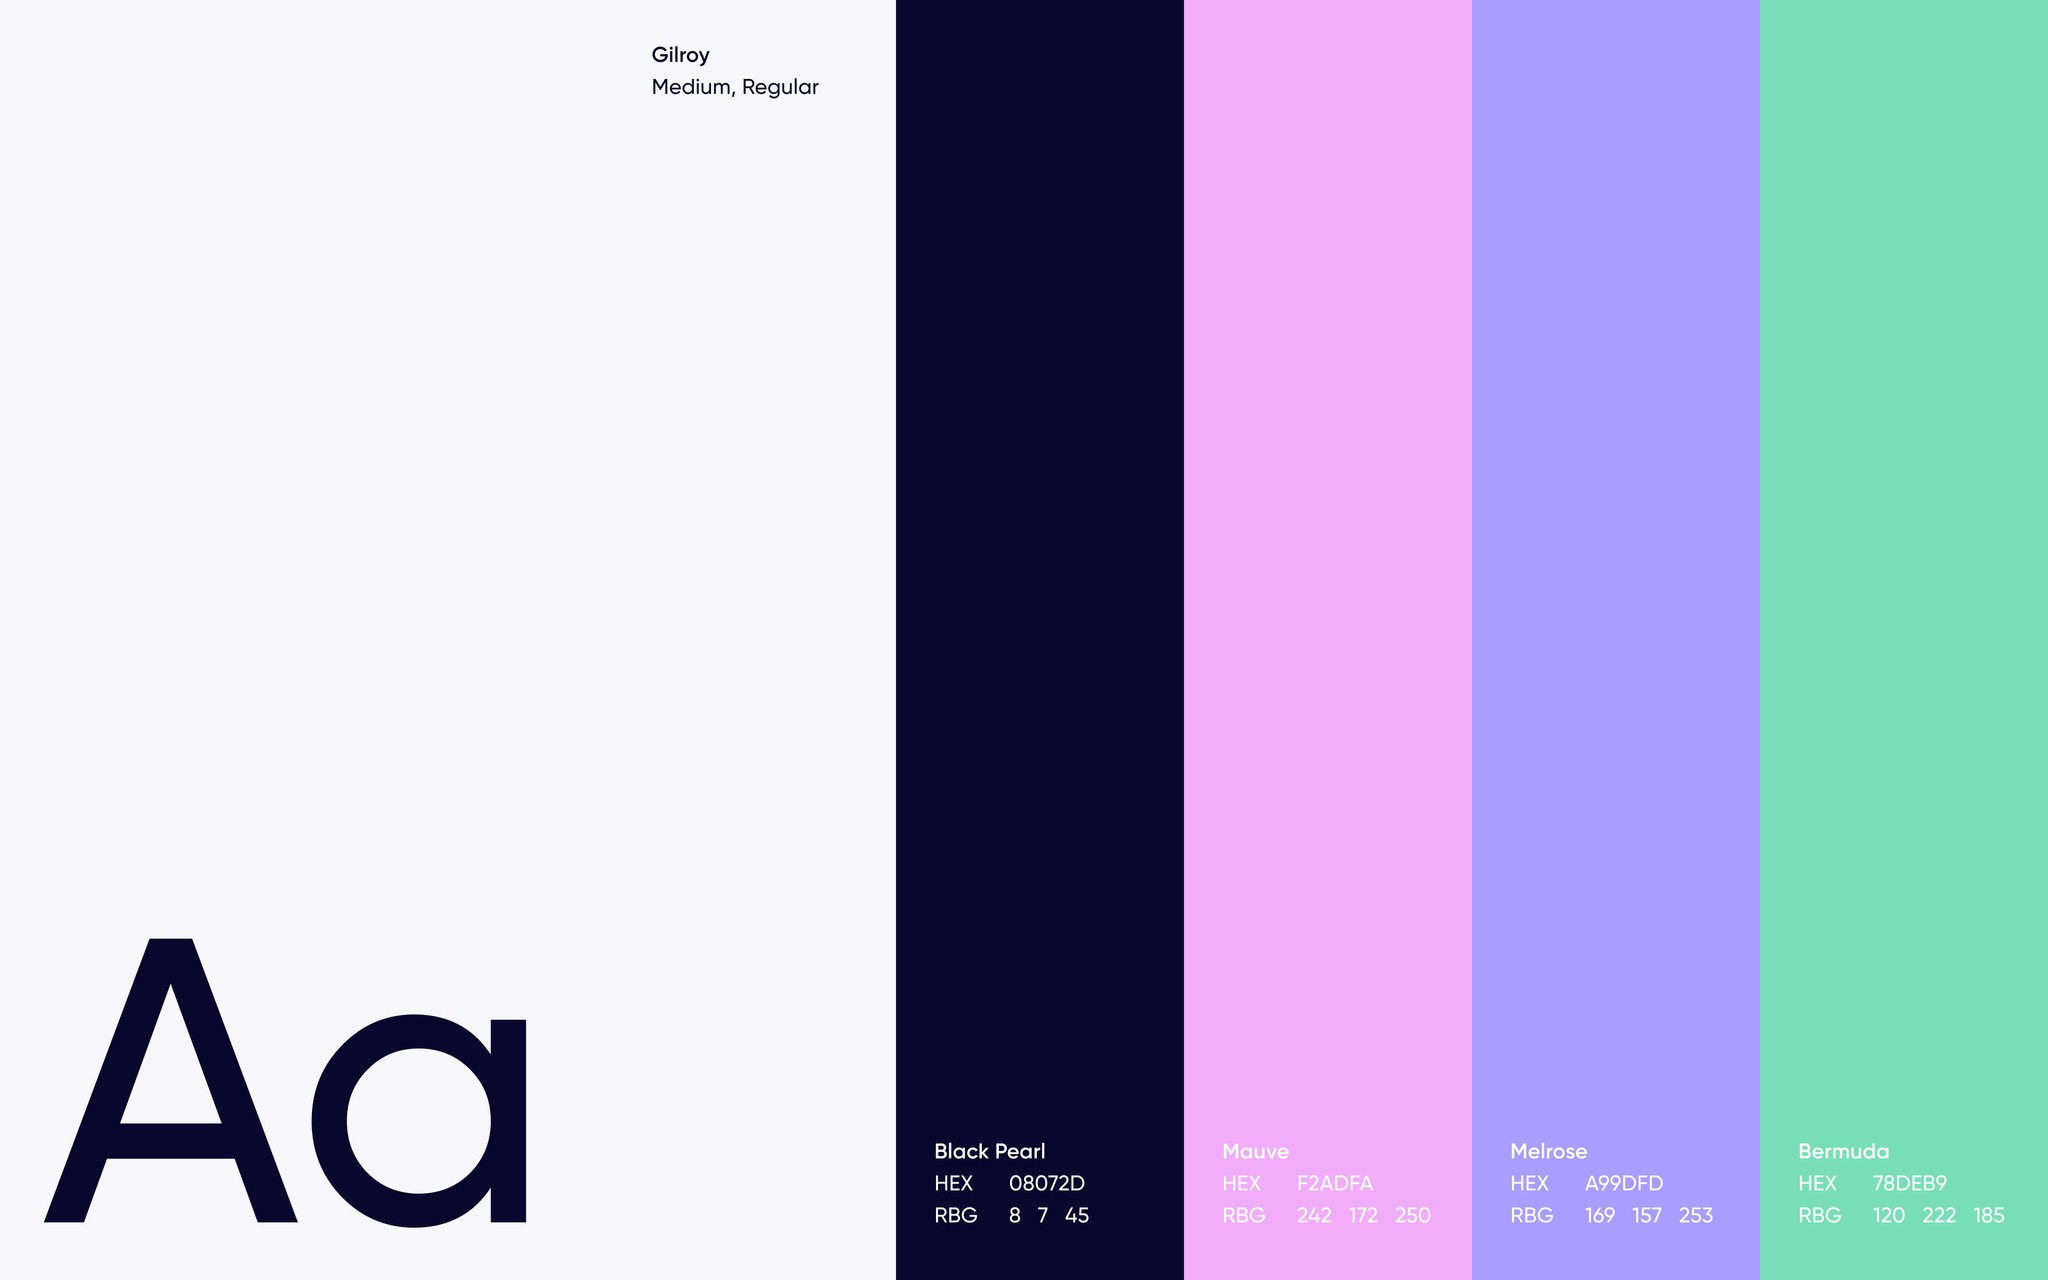 Gilroy
Medium, Regular
Aa
Black Pearl
HEX 08072D
RBG 8 7 45
Mauve
HEX F2ADFA
RBG 242 172 250
Melrose
HEX A99DFD
RBG 169 157 253
Bermuda
HEX 78DEB9
RBG 120 222 185